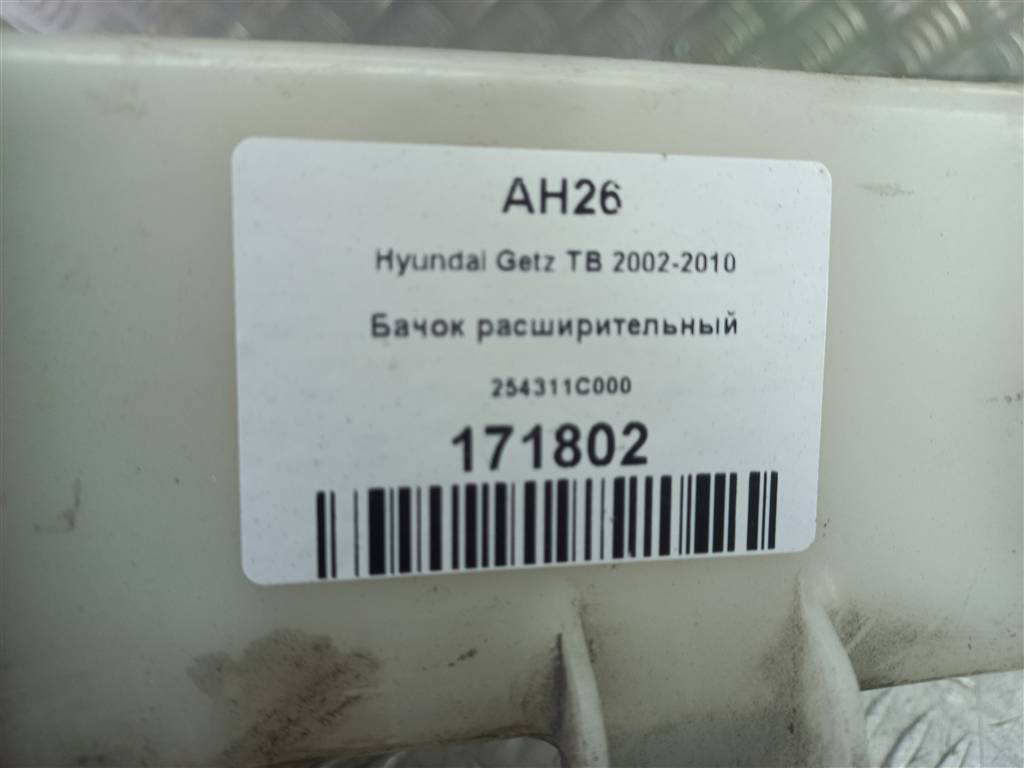 AH26
Hyundai Getz TB 2002-2010
Бачок расширительный
254311C000
171802